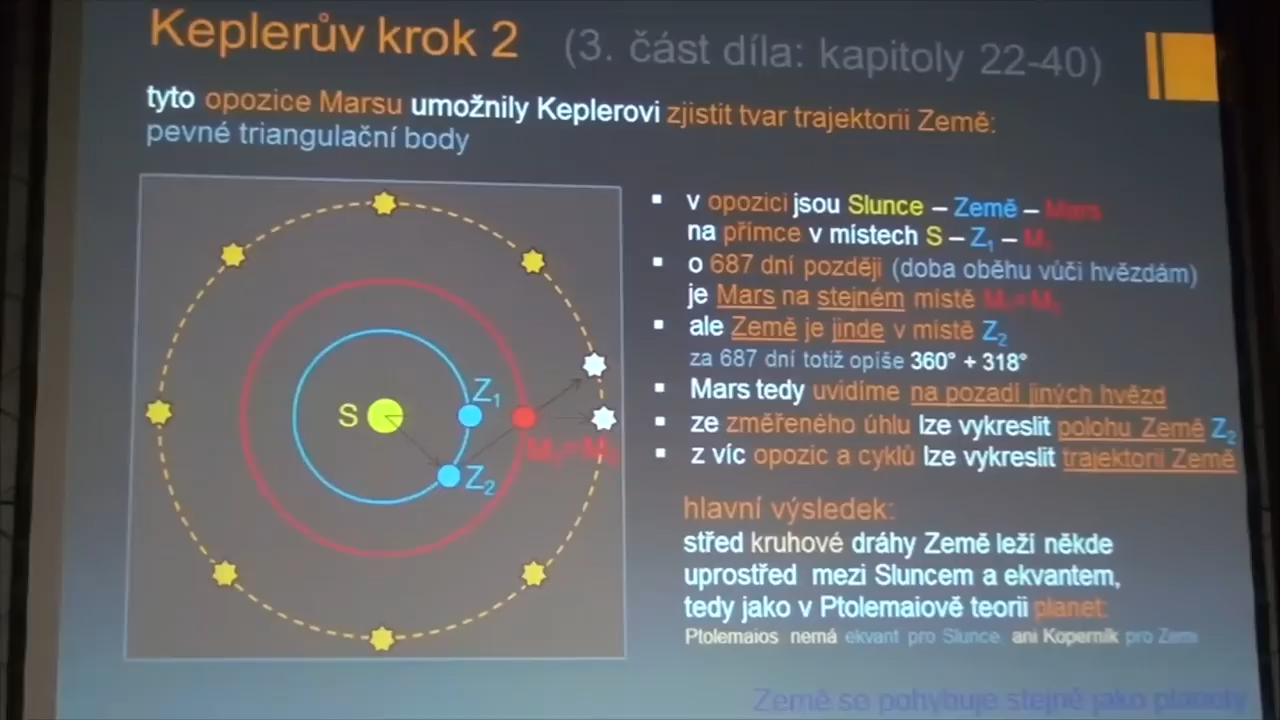 Keplerův krok 2 (3. část díla: kapitoly 22-40)
tyto opozice Marsu umožnily Keplerovi zjistit tvar trajektorii Země:
pevné triangulační body
▪ v opozici jsou Slunce – Země – Mars
na přímce v místech S – Z₁ – M₁
▪ o 687 dní později (doba oběhu vůči hvězdám)
je Mars na stejném místě M₁=M₂
▪ ale Země je jinde v místě Z₂
za 687 dní totiž opíše 360° + 318°
▪ Mars tedy uvidíme na pozadí jiných hvězd
▪ ze změřeného úhlu lze vykreslit polohu Země Z₂
▪ z víc opozic a cyklů lze vykreslit trajektorii Země
S
Z₁
M₁=M₂
Z₂
hlavní výsledek:
střed kruhové dráhy Země leží někde
uprostřed mezi Sluncem a ekvantem,
tedy jako v Ptolemaiově teorii planet:
Ptolemaios nemá ekvant pro Slunce ani Koperník pro Zemi
Země se pohybuje stejně jako planety